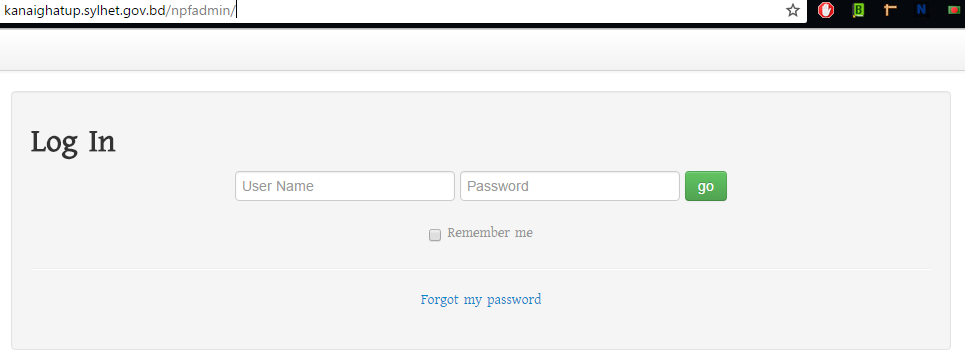 kanaighatup.sylhet.gov.bd/npfadmin/
B N
Log In
User Name Password go
Remember me
Forgot my password